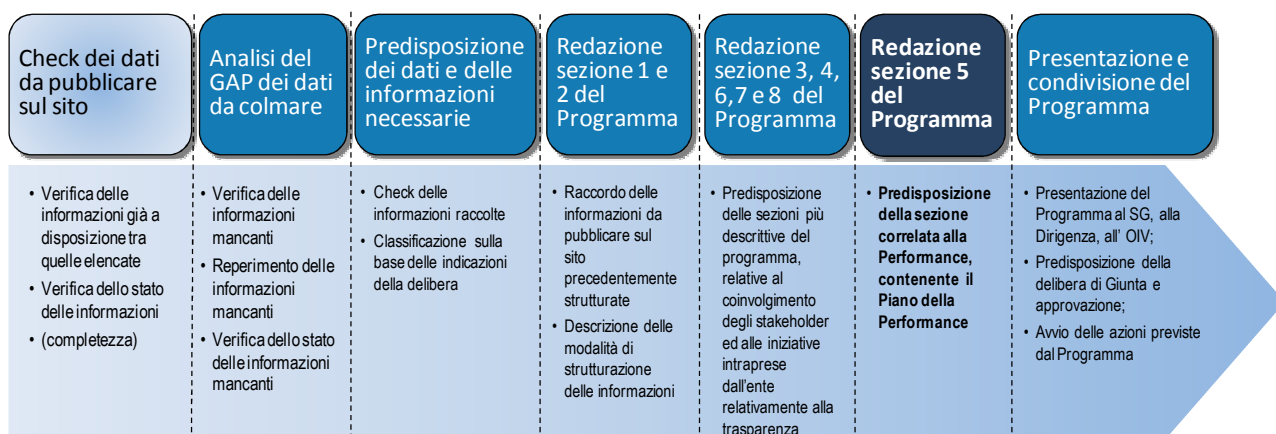 Check dei dati
da pubblicare
sul sito
Analisi del
GAP dei dati
da colmare
Predisposizione
dei dati e delle
informazioni
necessarie
Redazione
sezione 1 e
2 del
Programma
Redazione
sezione 3, 4,
6,7 e 8 del
Programma
Redazione
sezione 5
del
Programma
Presentazione e
condivisione del
Programma
• Verifica delle
informazioni già a
disposizione tra
quelle elencate
• Verifica dello stato
delle informazioni
• (completezza)
• Verifica delle
informazioni
mancanti
• Reperimento delle
informazioni
mancanti
• Verifica dello stato
delle informazioni
mancanti
• Check delle
informazioni raccolte
• Classificazione sulla
base delle indicazioni
della delibera
• Raccordo delle
informazioni da
pubblicare sul
sito
precedentemente
strutturate
• Descrizione delle
modalità di
strutturazione
delle informazioni
• Predisposizione
delle sezioni più
descrittive del
programma,
relative al
coinvolgimento
degli stakeholder
ed alle iniziative
intraprese
dall'ente
relativamente alla
trasparenza
• Predisposizione
della sezione
correlata alla
Performance,
contenente il
Piano della
Performance
• Presentazione del
Programma al SG, alla
Dirigenza, all' OIV;
• Predisposizione della
delibera di Giunta e
approvazione;
• Avvio delle azioni previste
dal Programma